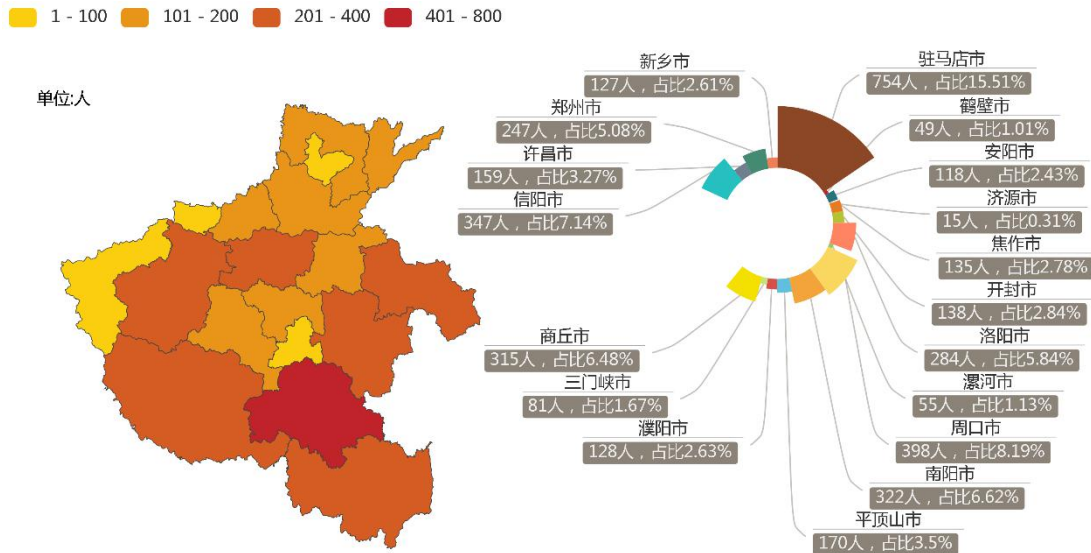 1 - 100
101 - 200
201 - 400
401 - 800
单位:人
新乡市
127人，占比2.61%
郑州市
247人，占比5.08%
许昌市
159人，占比3.27%
信阳市
347人，占比7.14%
商丘市
315人，占比6.48%
三门峡市
81人，占比1.67%
濮阳市
128人，占比2.63%
驻马店市
754人，占比15.51%
鹤壁市
49人，占比1.01%
安阳市
118人，占比2.43%
济源市
15人，占比0.31%
焦作市
135人，占比2.78%
开封市
138人，占比2.84%
洛阳市
284人，占比5.84%
漯河市
55人，占比1.13%
周口市
398人，占比8.19%
南阳市
322人，占比6.62%
平顶山市
170人，占比3.5%